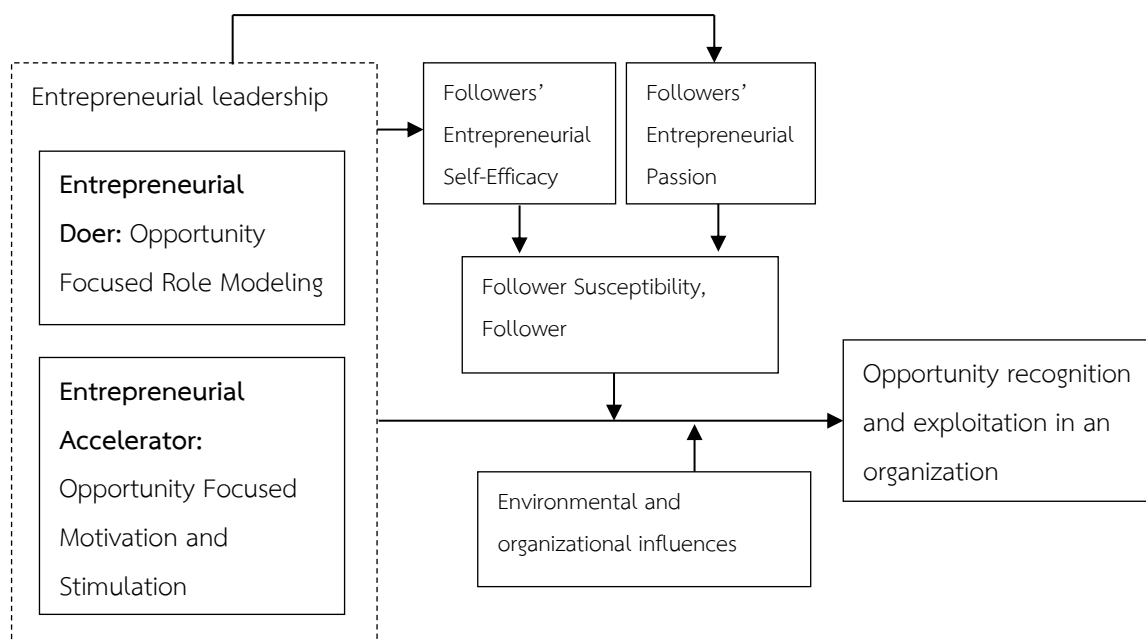 Entrepreneurial leadership
Entrepreneurial
Doer: Opportunity
Focused Role Modeling
Entrepreneurial
Accelerator:
Opportunity Focused
Motivation and
Stimulation
Followers’
Entrepreneurial
Self-Efficacy
Followers’
Entrepreneurial
Passion
Follower Susceptibility,
Follower
Environmental and
organizational influences
Opportunity recognition
and exploitation in an
organization